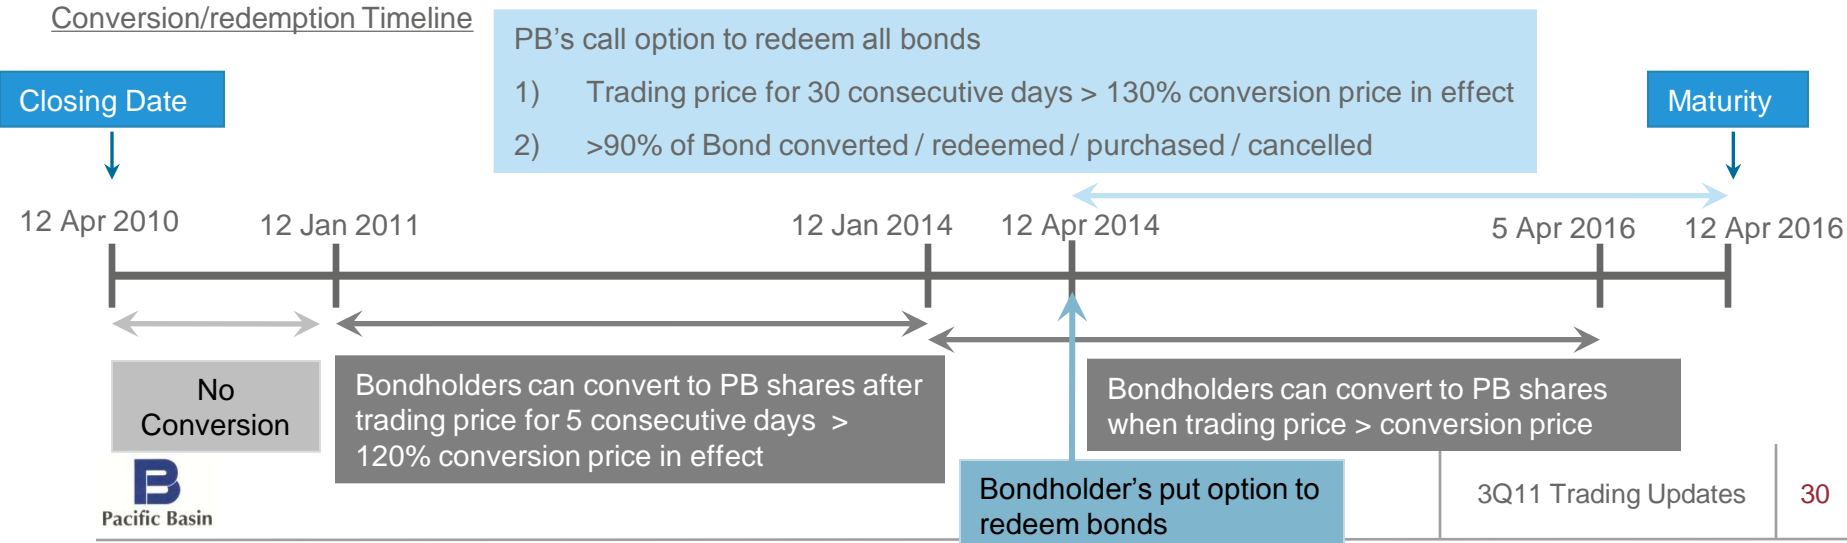 Conversion/redemption Timeline
PB’s call option to redeem all bonds
1) Trading price for 30 consecutive days > 130% conversion price in effect
2) >90% of Bond converted / redeemed / purchased / cancelled
Closing Date
Maturity
12 Apr 2010
12 Jan 2011
12 Jan 2014
12 Apr 2014
5 Apr 2016
12 Apr 2016
No
Conversion
Bondholders can convert to PB shares after
trading price for 5 consecutive days >
120% conversion price in effect
Bondholders can convert to PB shares
when trading price > conversion price
Bondholder’s put option to
redeem bonds
Pacific Basin
3Q11 Trading Updates
30